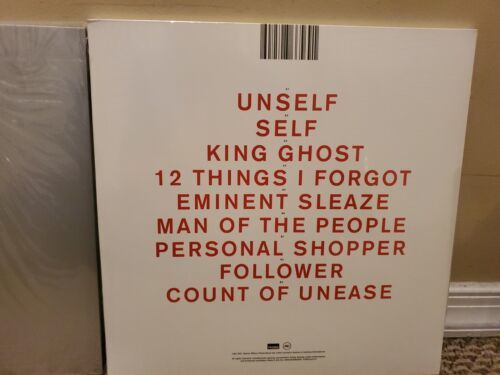 UNSELF
SELF
KING GHOST
12 THINGS I FORGOT
EMINENT SLEAZE
MAN OF THE PEOPLE
PERSONAL SHOPPER
FOLLOWER
COUNT OF UNEASE